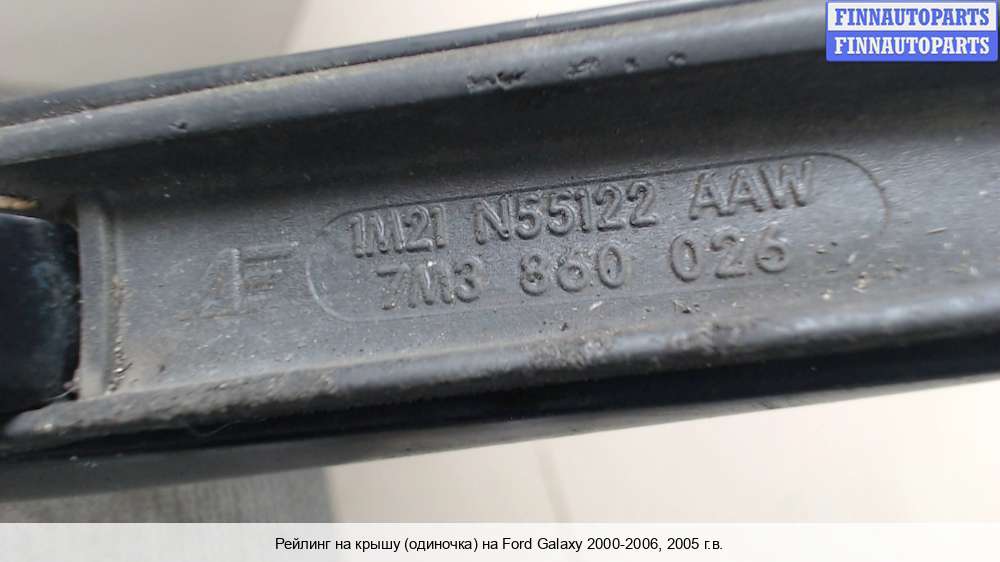 FINNAUTOPARTS
FINNAUTOPARTS
1M21 N55122 AAW
7M3 860 026
Рейлинг на крышу (одиночка) на Ford Galaxy 2000-2006, 2005 г.в.